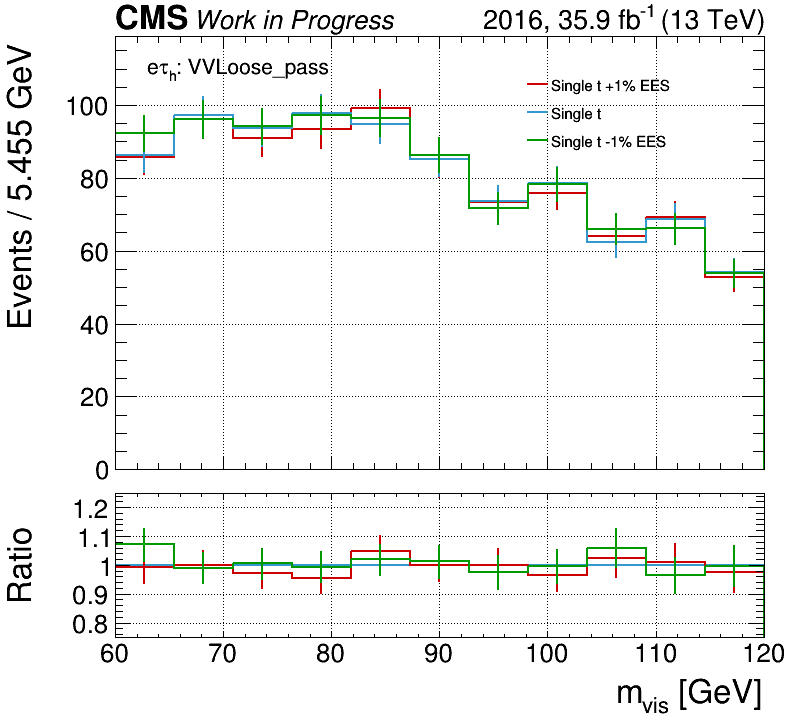 CMS Work in Progress 2016, 35.9 fb⁻¹ (13 TeV)
eτₕ: VVLoose_pass
Single t +1% EES
Single t
Single t -1% EES
Events / 5.455 GeV
100
80
60
40
20
0
Ratio
1.2
1.1
1
0.9
0.8
60 70 80 90 100 110 120
m_vis [GeV]